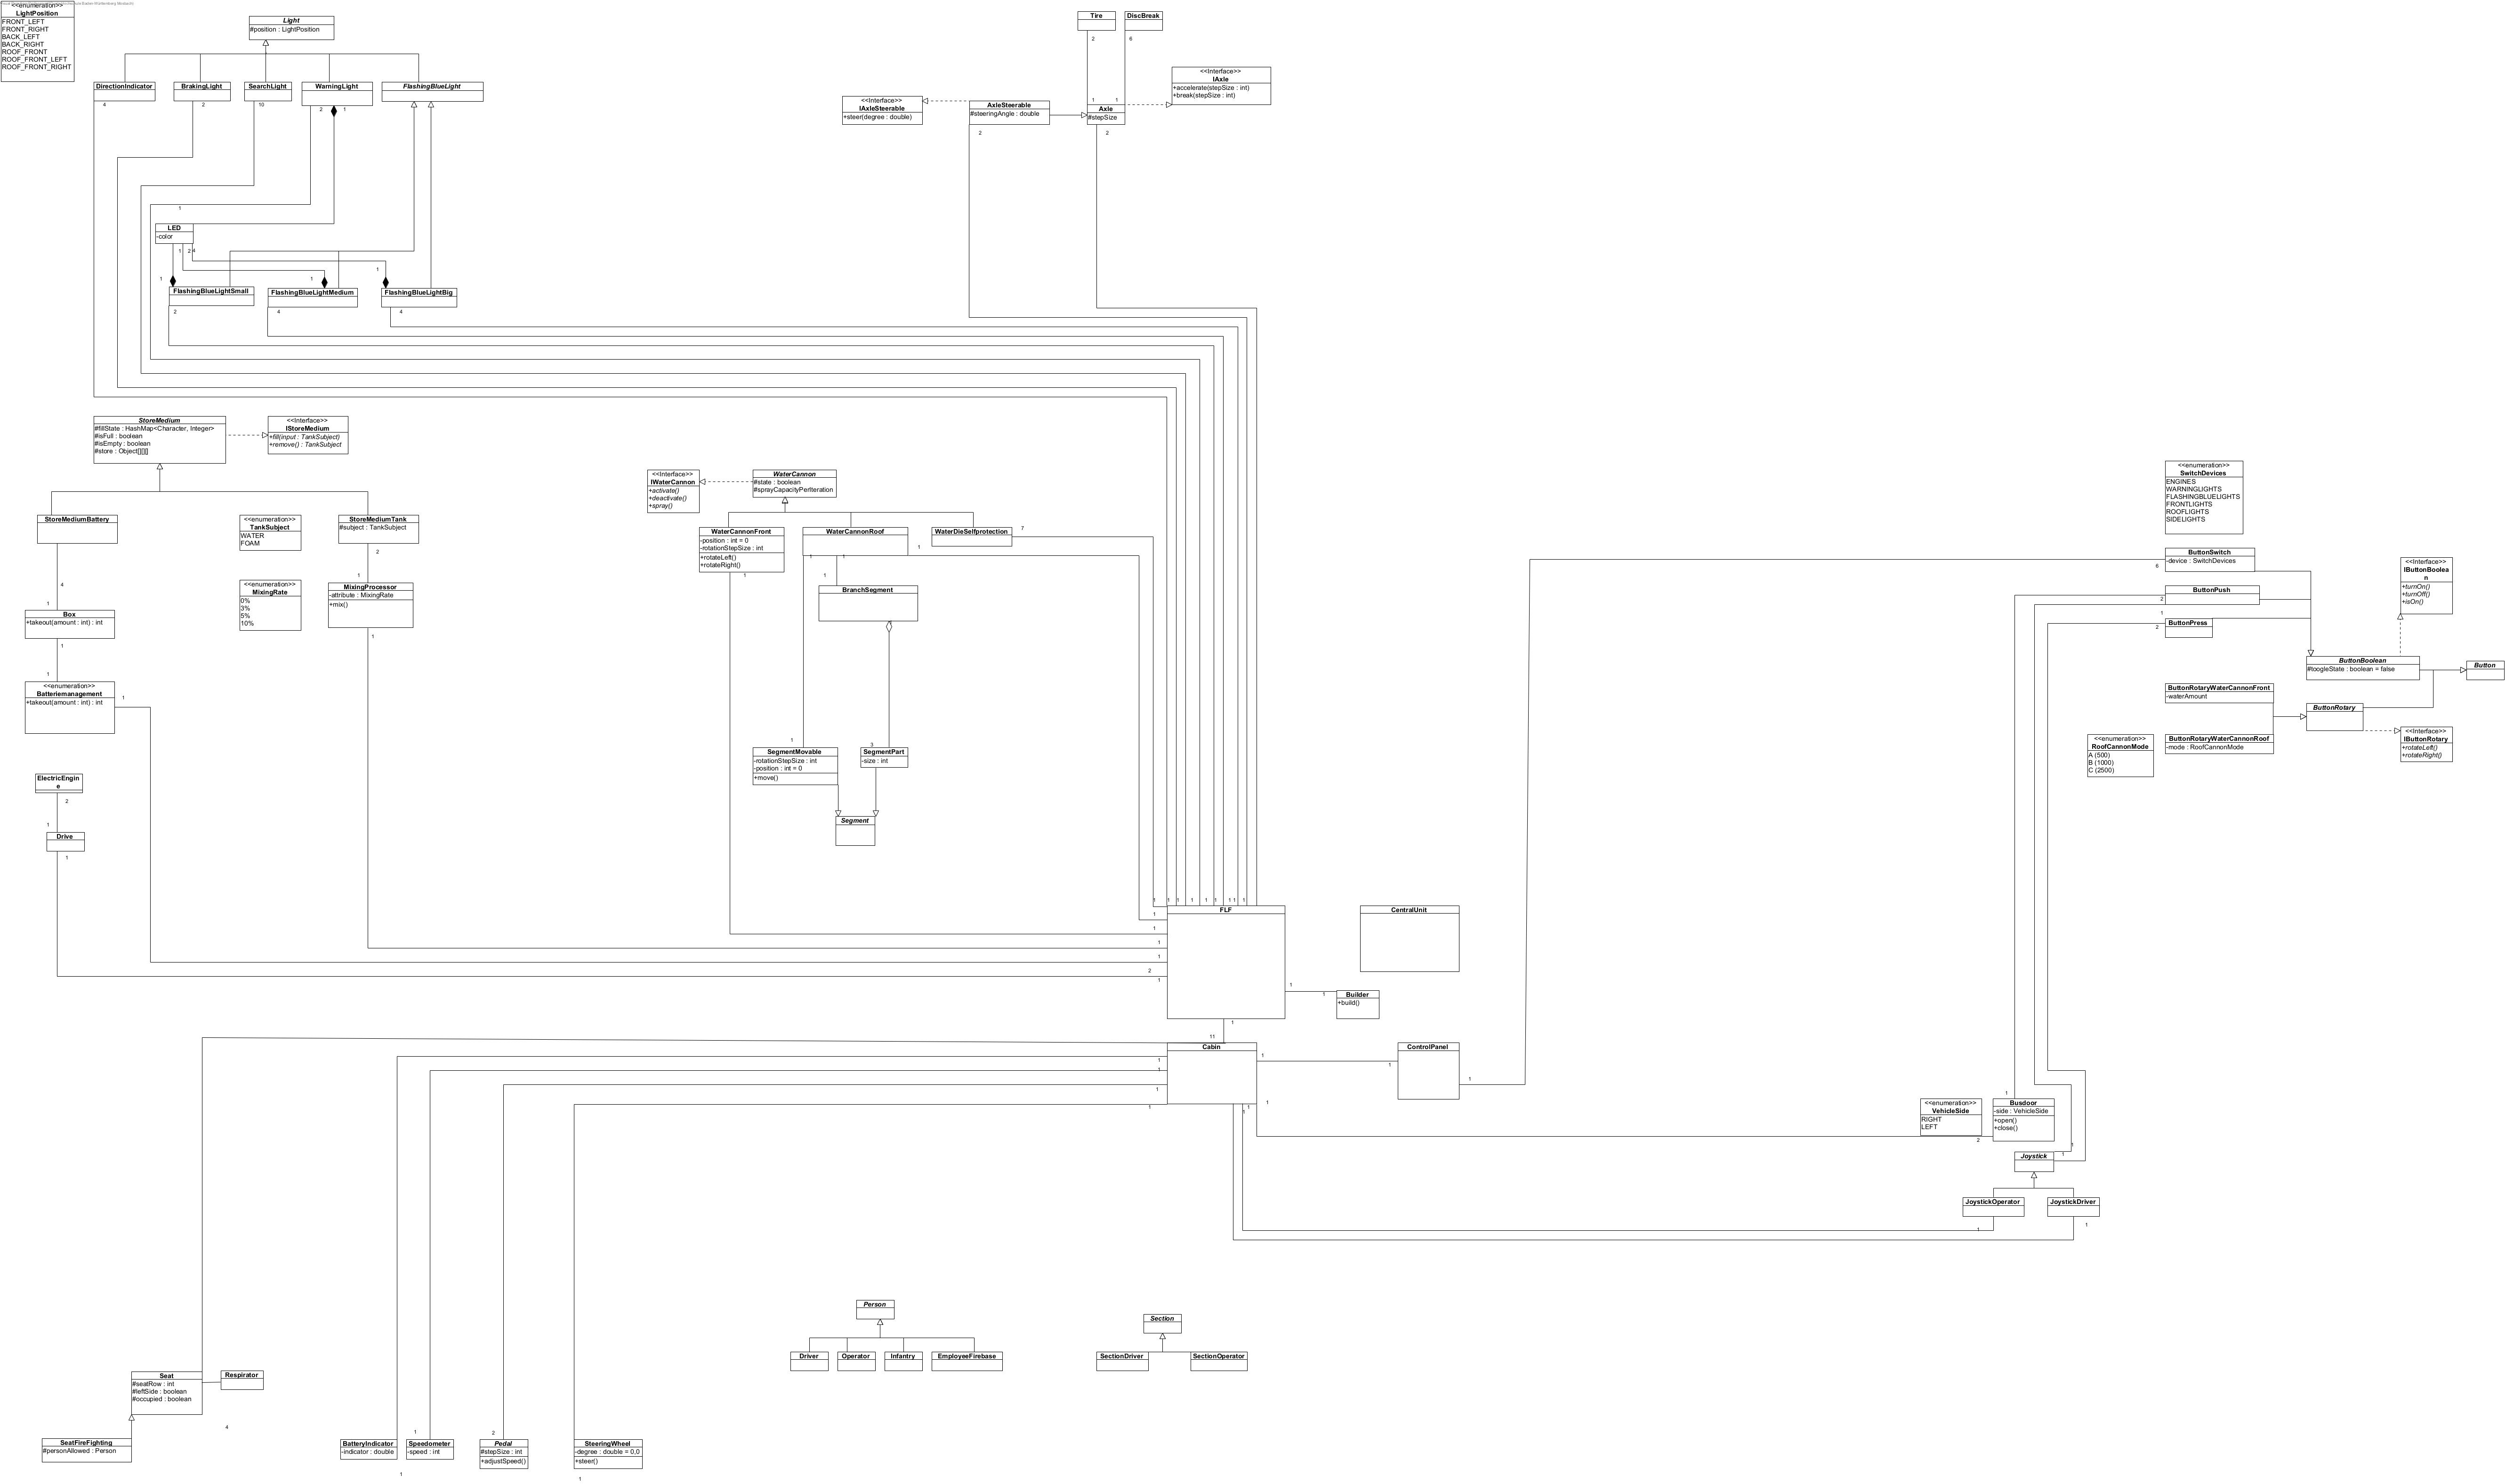 <<enumeration>>
LightPosition
FRONT_LEFT
FRONT_RIGHT
BACK_LEFT
BACK_RIGHT
ROOF_FRONT
ROOF_FRONT_LEFT
ROOF_FRONT_RIGHT
Light
#position : LightPosition
DirectionIndicator
4
BrakingLight
2
SearchLight
10
WarningLight
2
1
FlashingBlueLight
1
LED
-color
1
2
4
1
1
1
FlashingBlueLightSmall
2
FlashingBlueLightMedium
4
FlashingBlueLightBig
4
Tire
2
DiscBreak
6
<<Interface>>
IAxle
+accelerate(stepSize : int)
+break(stepSize : int)
<<Interface>>
IAxleSteerable
+steer(degree : double)
AxleSteerable
#steeringAngle : double
2
1
1
Axle
#stepSize
2
StoreMedium
#fillState : HashMap<Character, Integer>
#isFull : boolean
#isEmpty : boolean
#store : Object[][][]
<<Interface>>
IStoreMedium
+fill(input : TankSubject)
+remove() : TankSubject
StoreMediumBattery
4
1
<<enumeration>>
TankSubject
WATER
FOAM
StoreMediumTank
#subject : TankSubject
2
1
<<enumeration>>
MixingRate
0%
3%
5%
10%
MixingProcessor
-attribute : MixingRate
+mix()
1
Box
+takeout(amount : int) : int
1
1
<<enumeration>>
Batteriemanagement
+takeout(amount : int) : int
1
ElectricEngin
e
2
1
Drive
1
<<Interface>>
IWaterCannon
+activate()
+deactivate()
+spray()
WaterCannon
#state : boolean
#sprayCapacityPerIteration
WaterCannonFront
-position : int = 0
-rotationStepSize : int
+rotateLeft()
+rotateRight()
1
WaterCannonRoof
1
1
1
WaterDieSelfprotection
7
1
BranchSegment
1
SegmentMovable
-rotationStepSize : int
-position : int = 0
+move()
3
SegmentPart
-size : int
Segment
<<enumeration>>
SwitchDevices
ENGINES
WARNINGLIGHTS
FLASHINGBLUELIGHTS
FRONTLIGHTS
ROOFLIGHTS
SIDELIGHTS
ButtonSwitch
-device : SwitchDevices
6
ButtonPush
2
1
ButtonPress
2
<<Interface>>
IButtonBoolea
n
+turnOn()
+turnOff()
+isOn()
ButtonBoolean
#toogleState : boolean = false
Button
ButtonRotaryWaterCannonFront
-waterAmount
ButtonRotary
<<enumeration>>
RoofCannonMode
A (500)
B (1000)
C (2500)
ButtonRotaryWaterCannonRoof
-mode : RoofCannonMode
<<Interface>>
IButtonRotary
+rotateLeft()
+rotateRight()
1
1
1
1
1
1
1
1
1
1
1
1
1
1
2
1
FLF
1
CentralUnit
1
1
Builder
+build()
11
Cabin
1
1
1
1
1
1
1
1
1
ControlPanel
1
<<enumeration>>
VehicleSide
RIGHT
LEFT
1
Busdoor
-side : VehicleSide
+open()
+close()
2
1
1
Joystick
JoystickOperator
1
JoystickDriver
1
Person
Driver
Operator
Infantry
EmployeeFirebase
Section
SectionDriver
SectionOperator
Seat
#seatRow : int
#leftSide : boolean
#occupied : boolean
Respirator
4
SeatFireFighting
#personAllowed : Person
BatteryIndicator
-indicator : double
1
1
Speedometer
-speed : int
2
Pedal
#stepSize : int
+adjustSpeed()
SteeringWheel
-degree : double = 0,0
+steer()
1